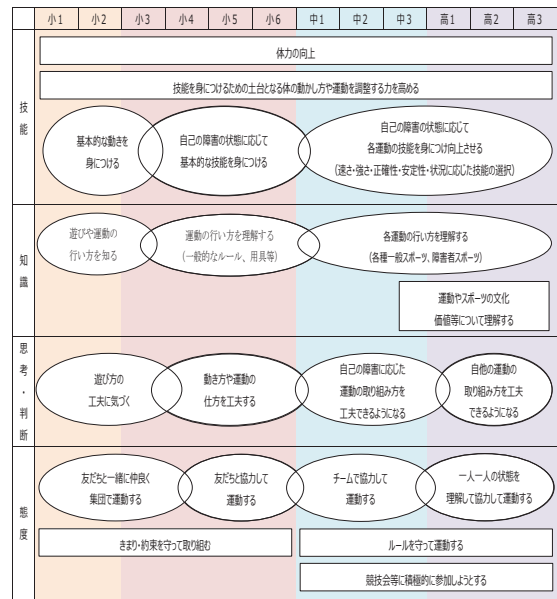 小1 小2 小3 小4 小5 小6 中1 中2 中3 高1 高2 高3
技能
体力の向上
技能を身につけるための土台となる体の動かし方や運動を調整する力を高める
基本的な動きを
身につける
自己の障害の状態に応じて
基本的な技能を身につける
自己の障害の状態に応じて
各運動の技能を身につけ向上させる
(速さ・強さ・正確性・安定性・状況に応じた技能の選択)
知識
遊びや運動の
行い方を知る
運動の行い方を理解する
(一般的なルール、用具等)
各運動の行い方を理解する
(各種一般スポーツ、障害者スポーツ)
運動やスポーツの文化
価値等について理解する
思考・判断
遊び方の
工夫に気づく
動き方や運動の
仕方を工夫する
自己の障害に応じた
運動の取り組み方を
工夫できるようになる
自他の運動の
取り組み方を工夫
できるようになる
態度
友だちと一緒に仲良く
集団で運動する
友だちと協力して
運動する
チームで協力して
運動する
一人一人の状態を
理解して協力して運動する
きまり・約束を守って取り組む
ルールを守って運動する
競技会等に積極的に参加しようとする